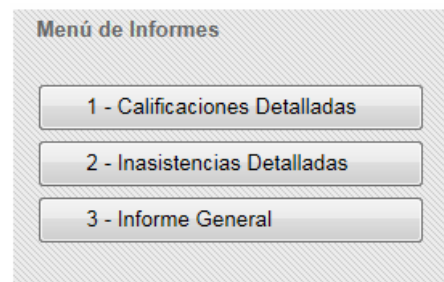 Menú de Informes
1 - Calificaciones Detalladas
2 - Inasistencias Detalladas
3 - Informe General